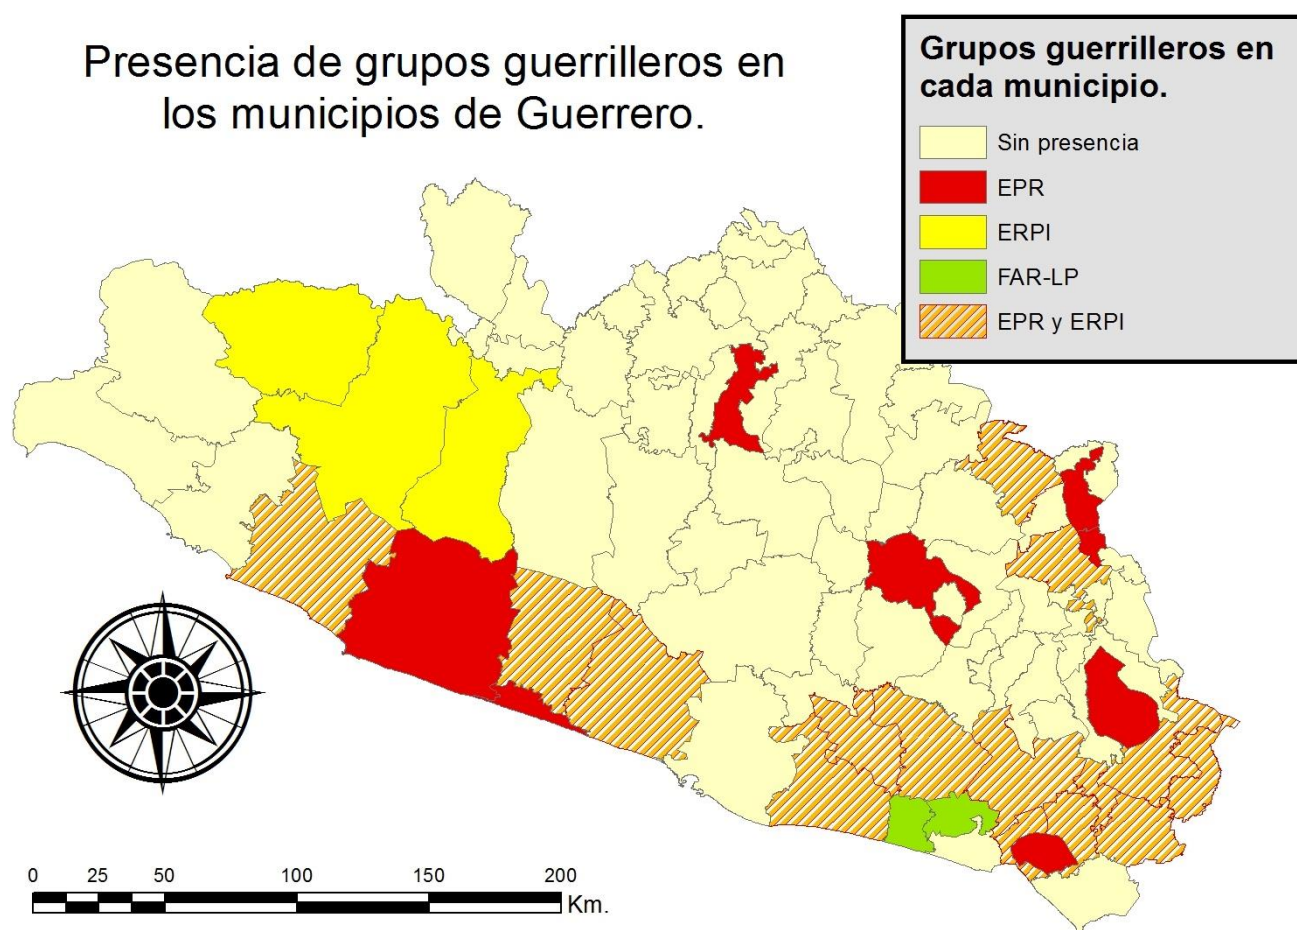 Presencia de grupos guerrilleros en
los municipios de Guerrero.
Grupos guerrilleros en
cada municipio.
Sin presencia
EPR
ERPI
FAR-LP
EPR y ERPI
0 25 50 100 150 200
Km.